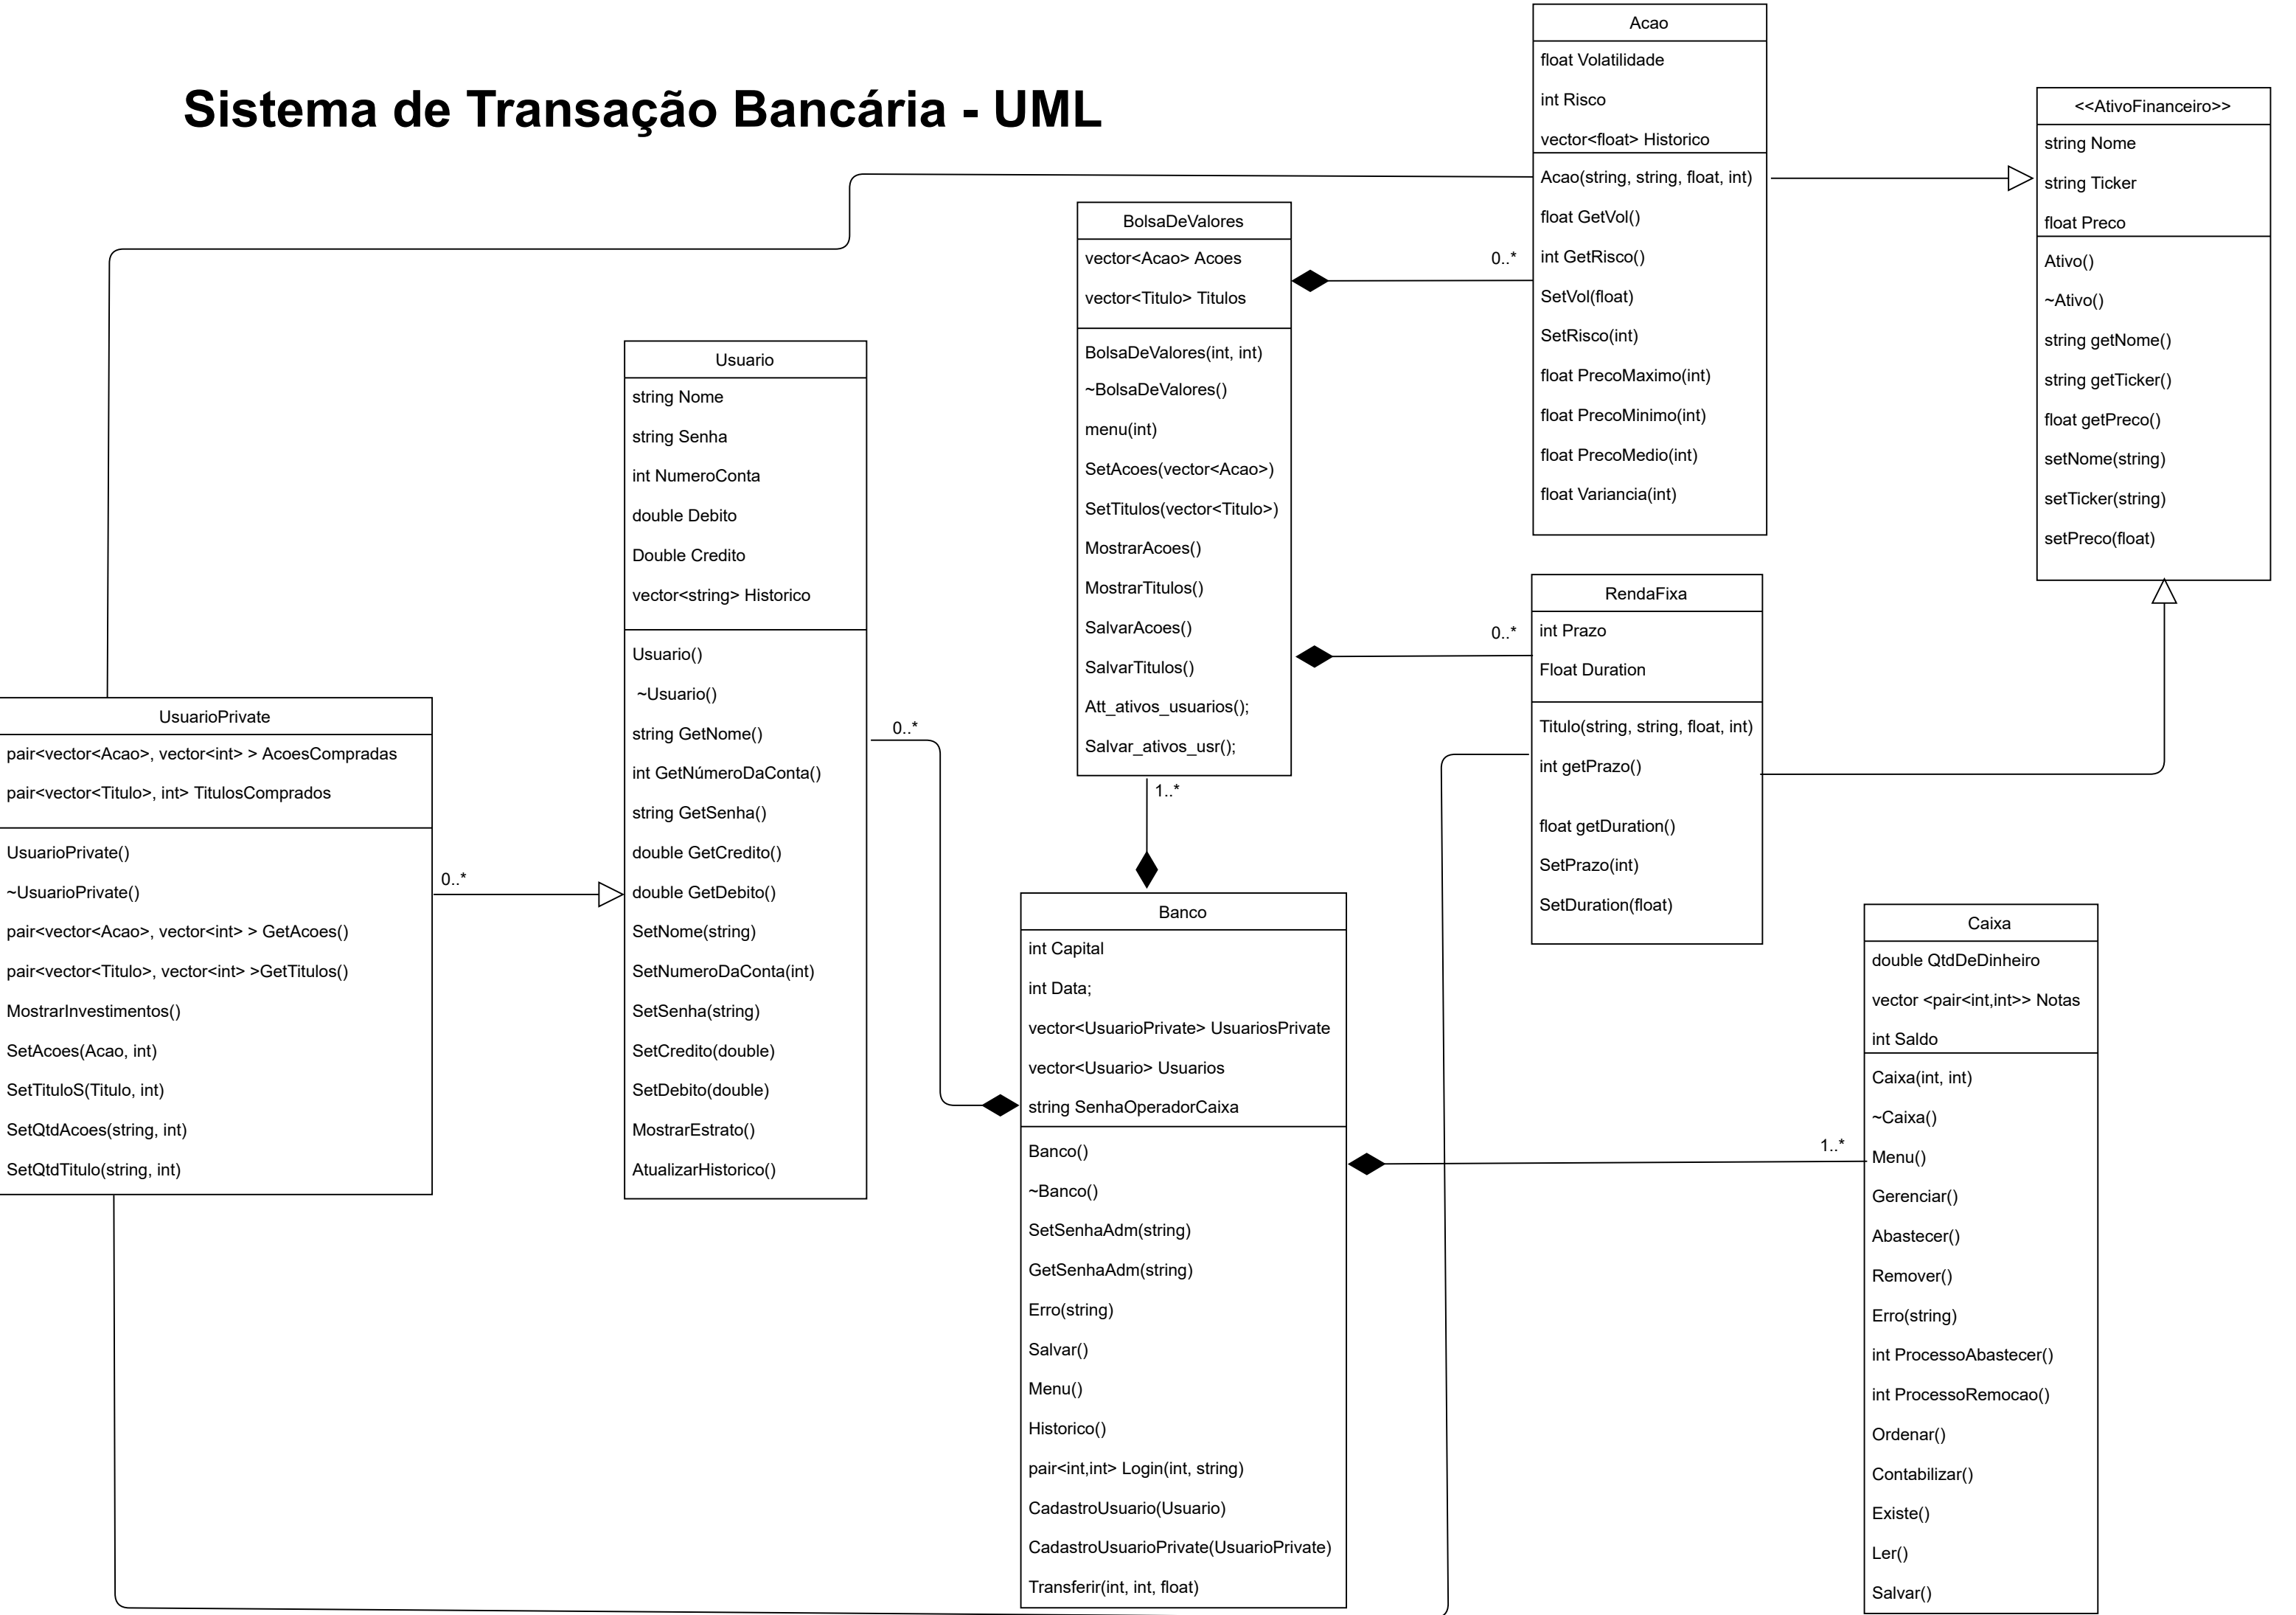 Sistema de Transação Bancária - UML
Acao
float Volatilidade
int Risco
vector<float> Historico
Acao(string, string, float, int)
float GetVol()
int GetRisco()
SetVol(float)
SetRisco(int)
float PrecoMaximo(int)
float PrecoMinimo(int)
float PrecoMedio(int)
float Variancia(int)
<<AtivoFinanceiro>>
string Nome
string Ticker
float Preco
Ativo()
~Ativo()
string getNome()
string getTicker()
float getPreco()
setNome(string)
setTicker(string)
setPreco(float)
BolsaDeValores
vector<Acao> Acoes
vector<Titulo> Titulos
BolsaDeValores(int, int)
~BolsaDeValores()
menu(int)
SetAcoes(vector<Acao>)
SetTitulos(vector<Titulo>)
MostrarAcoes()
MostrarTitulos()
SalvarAcoes()
SalvarTitulos()
Att_ativos_usuarios();
Salvar_ativos_usr();
0..*
0..*
1..*
Usuario
string Nome
string Senha
int NumeroConta
double Debito
Double Credito
vector<string> Historico
Usuario()
~Usuario()
string GetNome()
int GetNúmeroDaConta()
string GetSenha()
double GetCredito()
double GetDebito()
SetNome(string)
SetNumeroDaConta(int)
SetSenha(string)
SetCredito(double)
SetDebito(double)
MostrarEstrato()
AtualizarHistorico()
0..*
RendaFixa
int Prazo
Float Duration
Titulo(string, string, float, int)
int getPrazo()
float getDuration()
SetPrazo(int)
SetDuration(float)
UsuarioPrivate
pair<vector<Acao>, vector<int> > AcoesCompradas
pair<vector<Titulo>, int> TitulosComprados
UsuarioPrivate()
~UsuarioPrivate()
pair<vector<Acao>, vector<int> > GetAcoes()
pair<vector<Titulo>, vector<int> >GetTitulos()
MostrarInvestimentos()
SetAcoes(Acao, int)
SetTituloS(Titulo, int)
SetQtdAcoes(string, int)
SetQtdTitulo(string, int)
0..*
Banco
int Capital
int Data;
vector<UsuarioPrivate> UsuariosPrivate
vector<Usuario> Usuarios
string SenhaOperadorCaixa
Banco()
~Banco()
SetSenhaAdm(string)
GetSenhaAdm(string)
Erro(string)
Salvar()
Menu()
Historico()
pair<int,int> Login(int, string)
CadastroUsuario(Usuario)
CadastroUsuarioPrivate(UsuarioPrivate)
Transferir(int, int, float)
1..*
Caixa
double QtdDeDinheiro
vector <pair<int,int>> Notas
int Saldo
Caixa(int, int)
~Caixa()
Menu()
Gerenciar()
Abastecer()
Remover()
Erro(string)
int ProcessoAbastecer()
int ProcessoRemocao()
Ordenar()
Contabilizar()
Existe()
Ler()
Salvar()